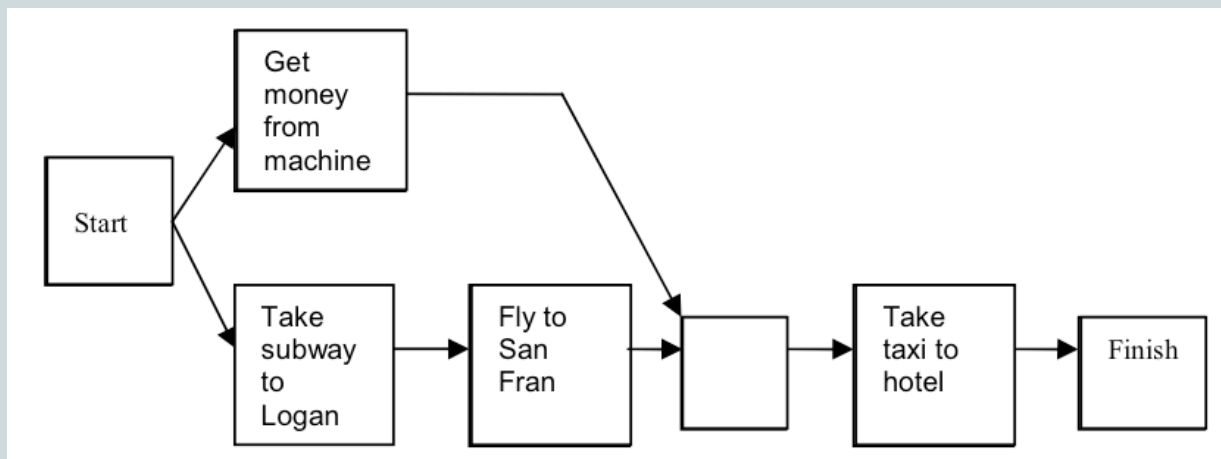 Get
money
from
machine
Start
Take
subway
to
Logan
Fly to
San
Fran
Take
taxi to
hotel
Finish